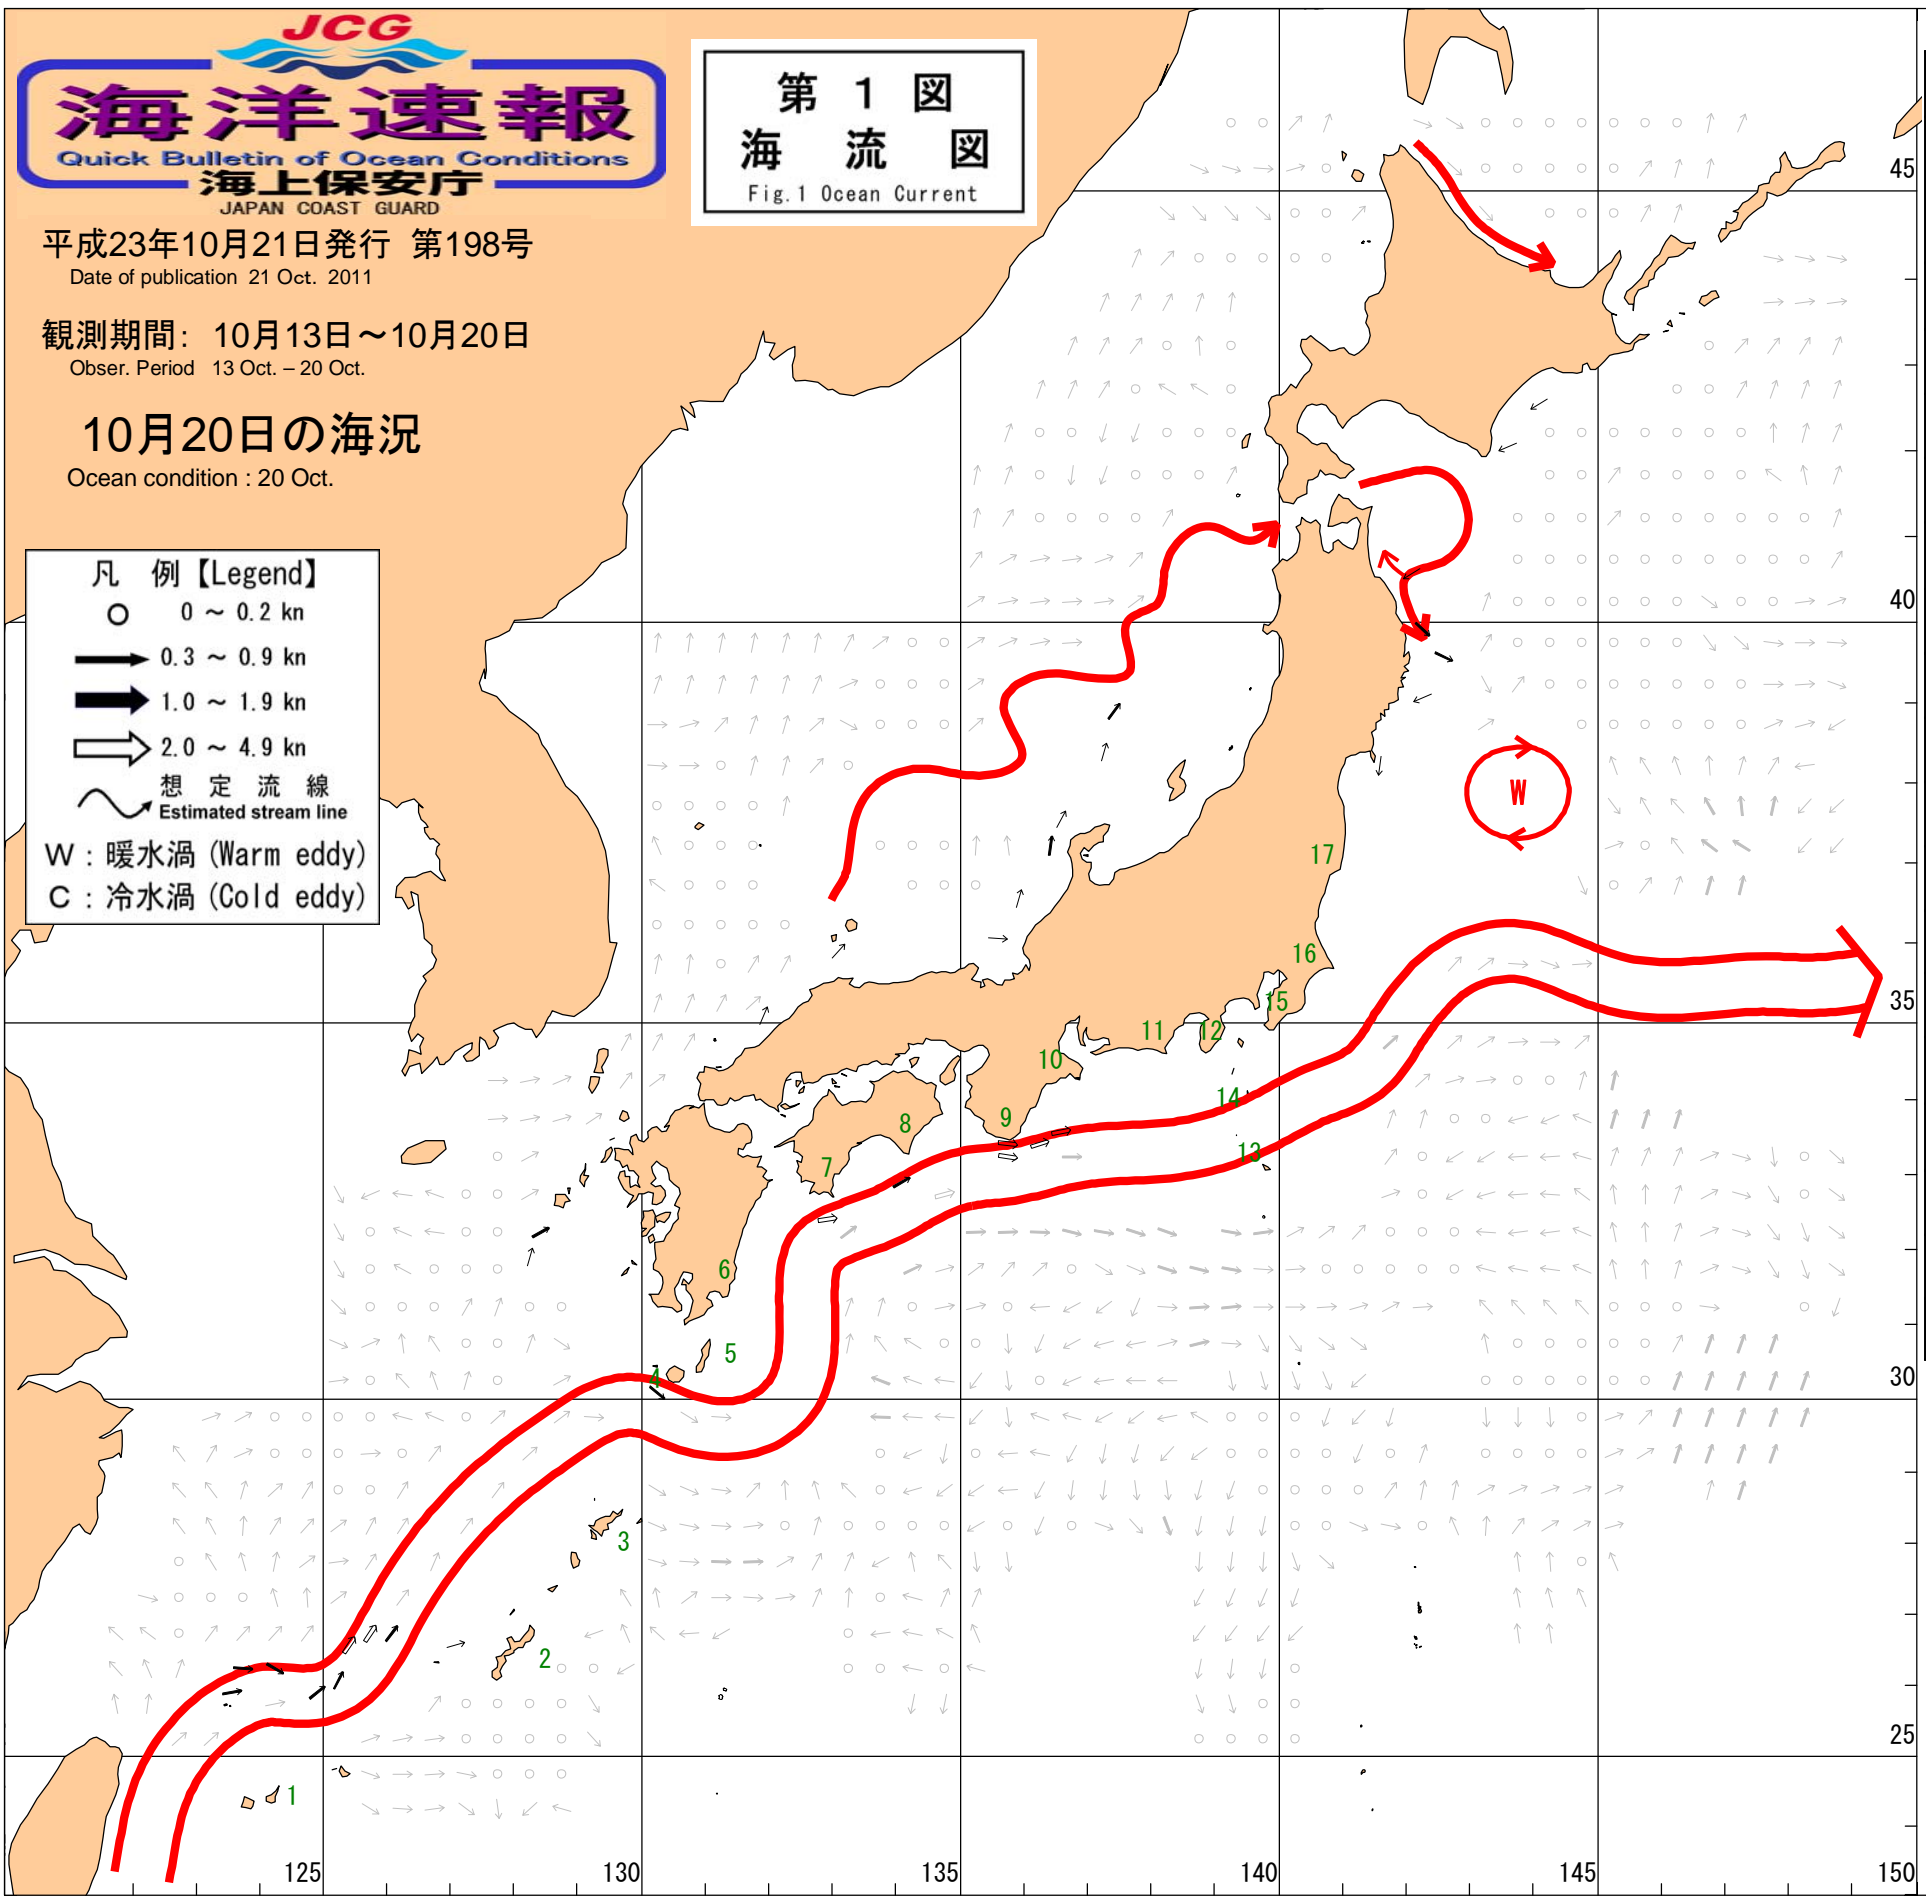 JCG
海洋速報
Quick Bulletin of Ocean Conditions
海上保安庁
JAPAN COAST GUARD
平成23年10月21日発行 第198号
Date of publication 21 Oct. 2011
観測期間: 10月13日～10月20日
Obser. Period 13 Oct. – 20 Oct.
10月20日の海況
Ocean condition : 20 Oct.
第 1 図
海 流 図
Fig.1 Ocean Current
凡 例【Legend】
0 ～ 0.2 kn
0.3 ～ 0.9 kn
1.0 ～ 1.9 kn
2.0 ～ 4.9 kn
想 定 流 線
Estimated stream line
W : 暖水渦 (Warm eddy)
C : 冷水渦 (Cold eddy)
45
40
W
17
16
35
15
11
12
10
14
9
8
13
7
6
5
4
30
3
2
25
1
125
130
135
140
145
150